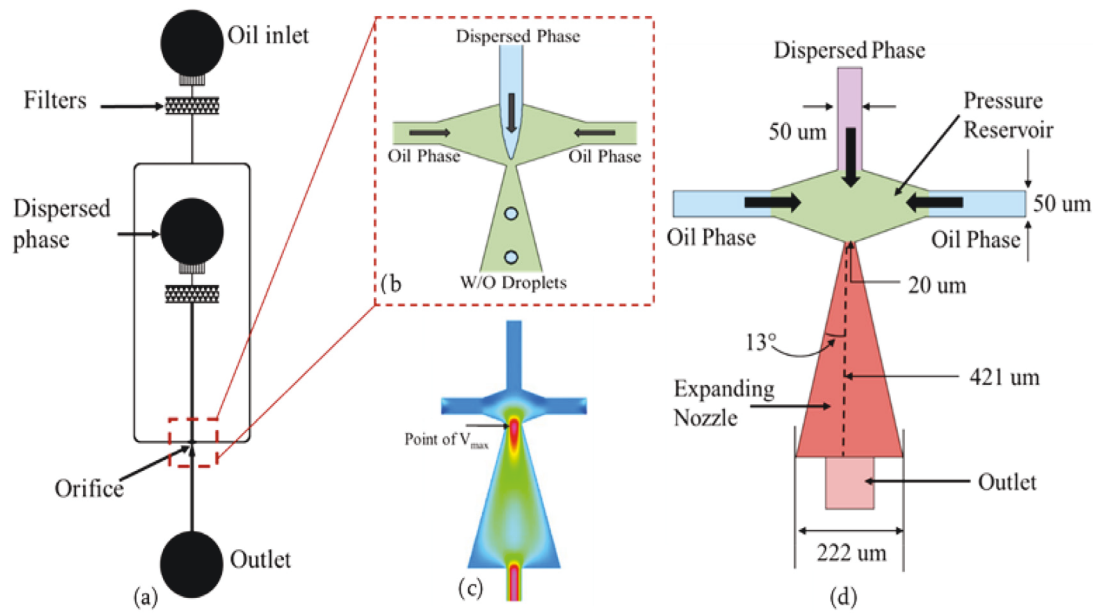 Oil inlet
Filters
Dispersed
phase
Orifice
Outlet
(a)
Dispersed Phase
Oil Phase
Oil Phase
W/O Droplets
(b
Point of Vmax
(c)
Dispersed Phase
50 um
Pressure
Reservoir
50 um
Oil Phase
Oil Phase
20 um
13°
421 um
Expanding
Nozzle
Outlet
222 um
(d)